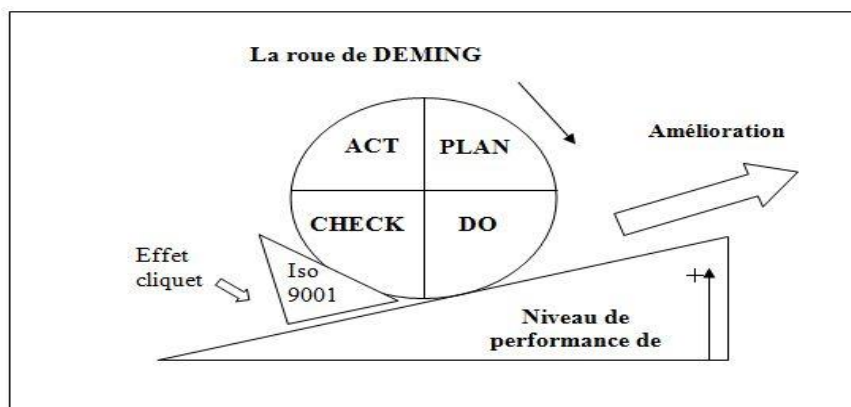 La roue de DEMING
Amélioration
ACT
PLAN
CHECK
DO
Effet
cliquet
Iso
9001
+
Niveau de
performance de